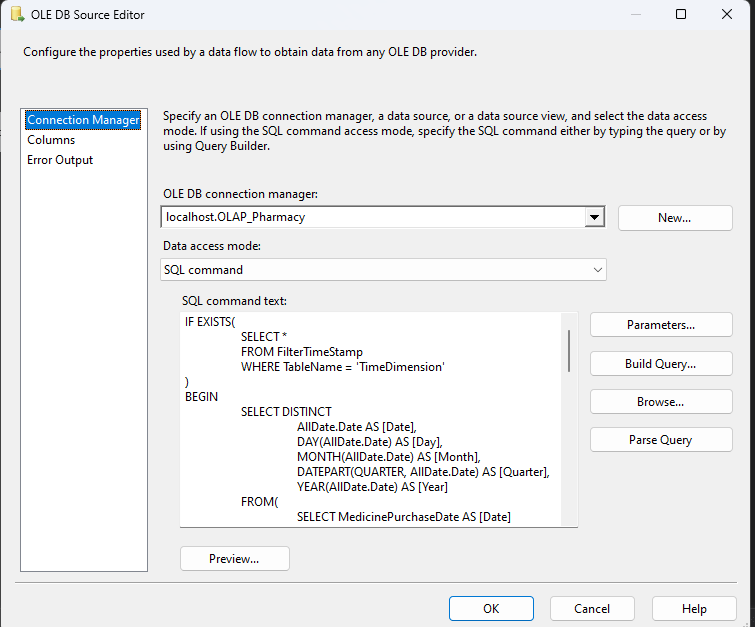 OLE DB Source Editor
Configure the properties used by a data flow to obtain data from any OLE DB provider.
Connection Manager
Columns
Error Output
Specify an OLE DB connection manager, a data source, or a data source view, and select the data access
mode. If using the SQL command access mode, specify the SQL command either by typing the query or by
using Query Builder.
OLE DB connection manager:
localhost.OLAP_Pharmacy
New...
Data access mode:
SQL command
SQL command text:
IF EXISTS(
SELECT *
FROM FilterTimeStamp
WHERE TableName = 'TimeDimension'
)
BEGIN
SELECT DISTINCT
AllDate.Date AS [Date],
DAY(AllDate.Date) AS [Day],
MONTH(AllDate.Date) AS [Month],
DATEPART(QUARTER, AllDate.Date) AS [Quarter],
YEAR(AllDate.Date) AS [Year]
FROM(
SELECT MedicinePurchaseDate AS [Date]
Parameters...
Build Query...
Browse...
Parse Query
Preview...
OK
Cancel
Help